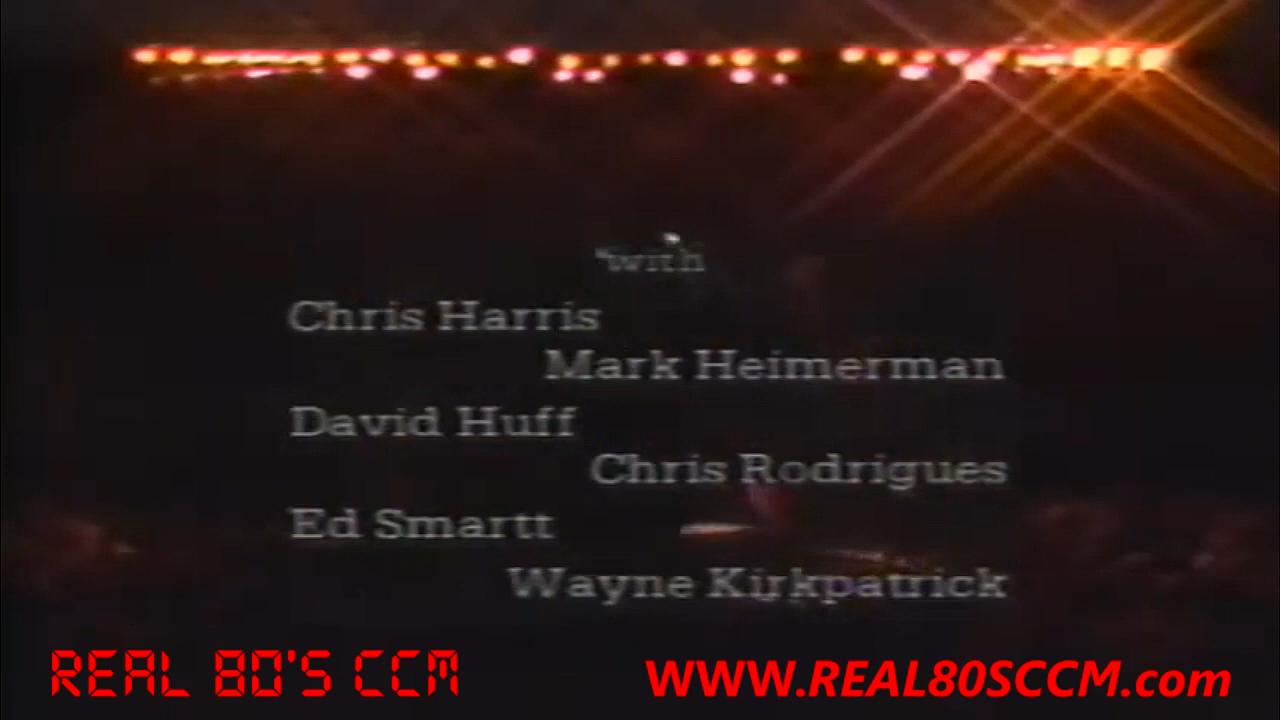 with
Chris Harris
Mark Heimerman
David Huff
Chris Rodrigues
Ed Smartt
Wayne Kirkpatrick
REAL 80'S CCM
WWW.REAL80SCCM.com